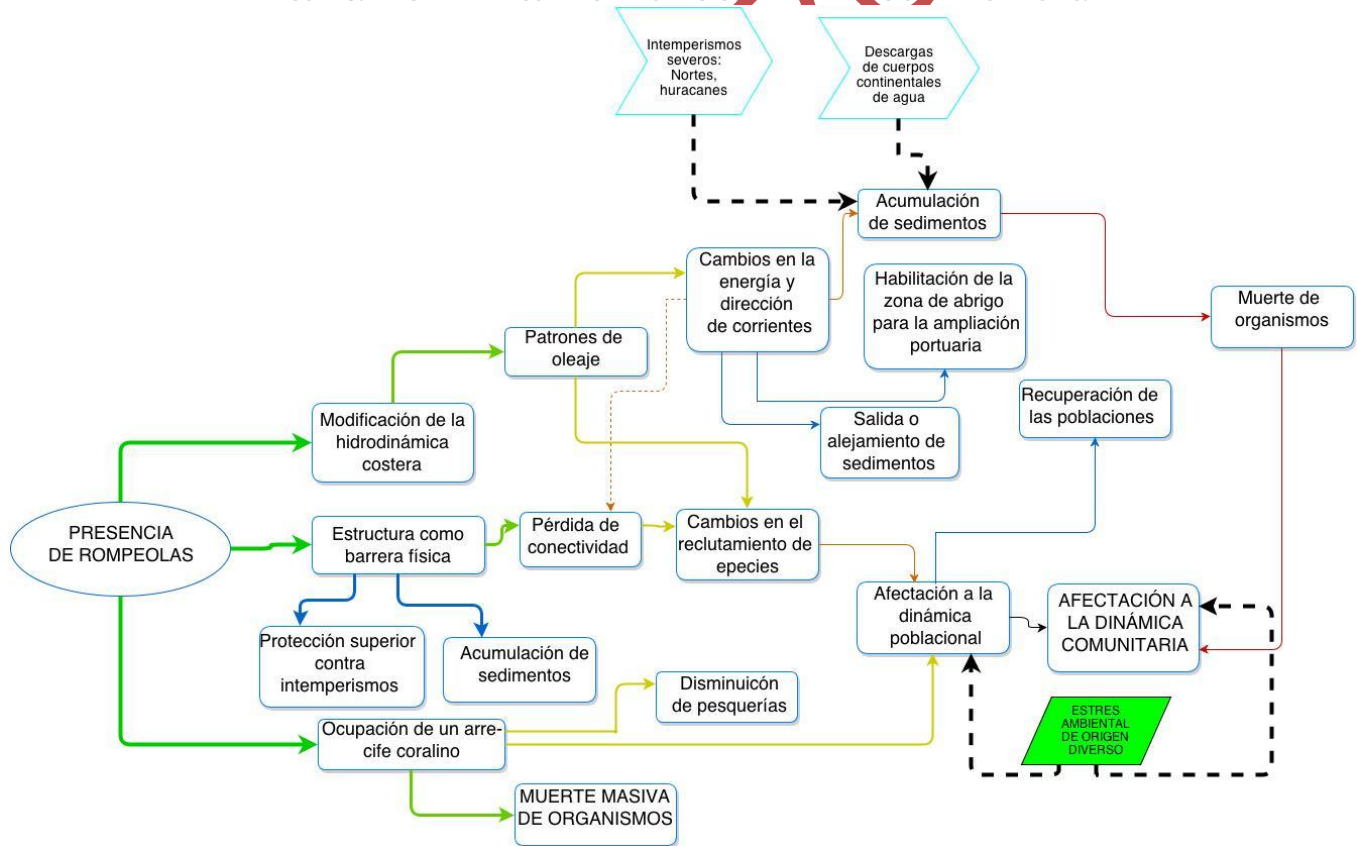 Intemperismos
severos:
Nortes,
huracanes
Descargas
de cuerpos
continentales
de agua
Acumulación
de sedimentos
Cambios en la
energía y
dirección
de corrientes
Habilitación de la
zona de abrigo
para la ampliación
portuaria
Muerte de
organismos
Patrones de
oleaje
Recuperación de
las poblaciones
Modificación de la
hidrodinámica
costera
Salida o
alejamiento de
sedimentos
PRESENCIA
DE ROMPEOLAS
Estructura como
barrera física
Pérdida de
conectividad
Cambios en el
reclutamiento de
epecies
Afectación a la
dinámica
poblacional
AFECTACIÓN A
LA DINÁMICA
COMUNITARIA
Protección superior
contra
intemperismos
Acumulación de
sedimentos
Disminuicón
de pesquerías
ESTRES
AMBIENTAL
DE ORIGEN
DIVERSO
Ocupación de un arre-
cife coralino
MUERTE MASIVA
DE ORGANISMOS